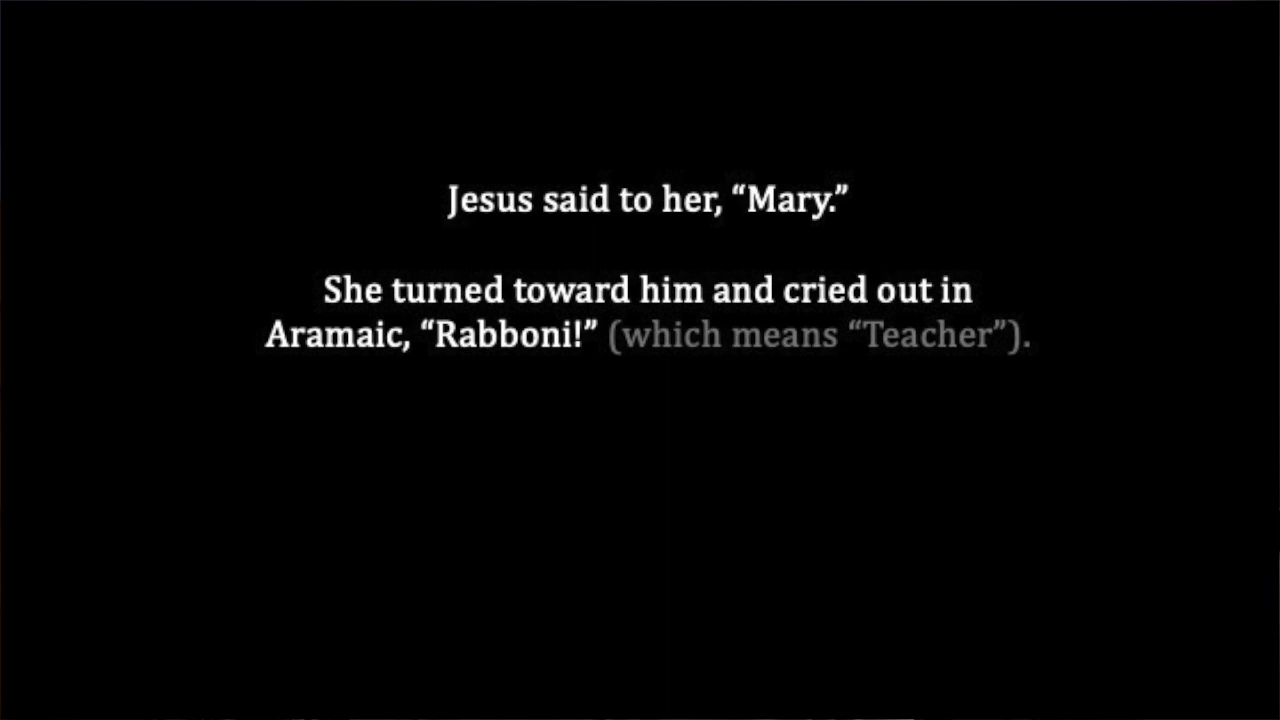 Jesus said to her, “Mary.”
She turned toward him and cried out in
Aramaic, “Rabboni!” (which means “Teacher”).